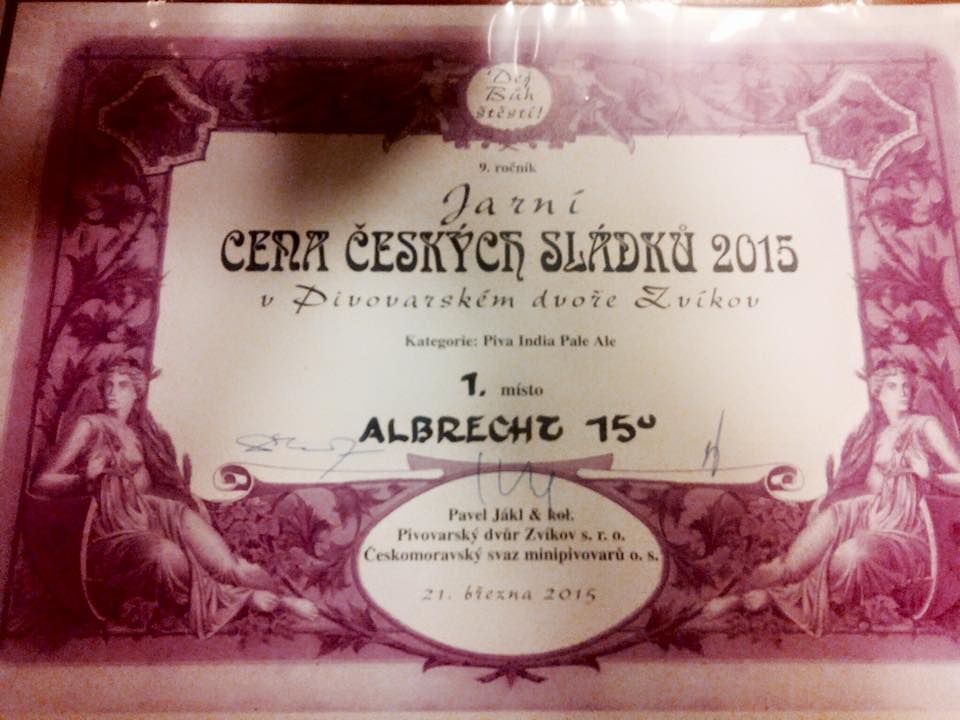 Dej
Bůh
štěstí!
9. ročník
Jarní
CENA ČESKÝCH SLÁDKŮ 2015
v Pivovarském dvoře Zvíkov
Kategorie: Piva India Pale Ale
1. místo
ALBRECHT 15°
Pavel Jákl & kol.
Pivovarský dvůr Zvíkov s. r. o.
Českomoravský svaz minipivovarů o. s.
21. března 2015